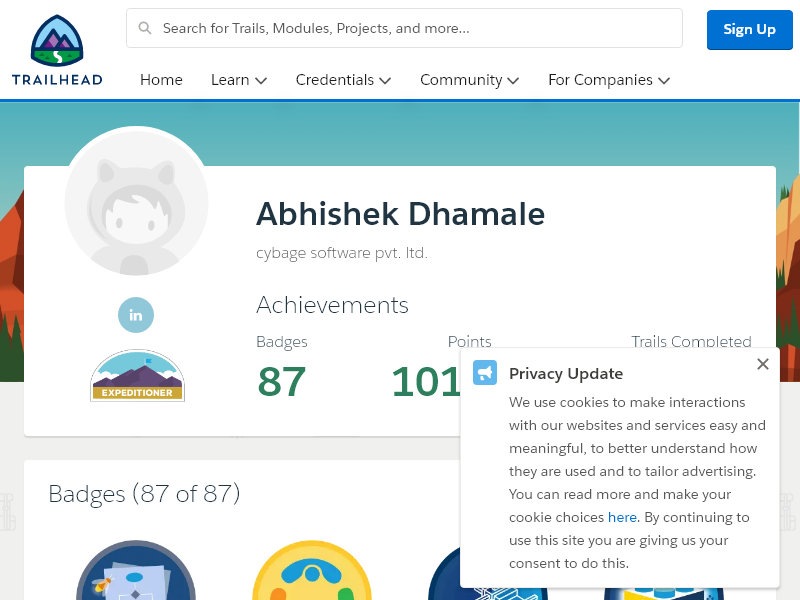 Search for Trails, Modules, Projects, and more...
Sign Up
TRAILHEAD
Home Learn Credentials Community For Companies
Abhishek Dhamale
cybage software pvt. ltd.
in
Achievements
Badges Points Trails Completed
87 101
EXPEDITIONER
Privacy Update
We use cookies to make interactions
with our websites and services easy and
meaningful, to better understand how
they are used and to tailor advertising.
You can read more and make your
cookie choices here. By continuing to
use this site you are giving us your
consent to do this.
Badges (87 of 87)